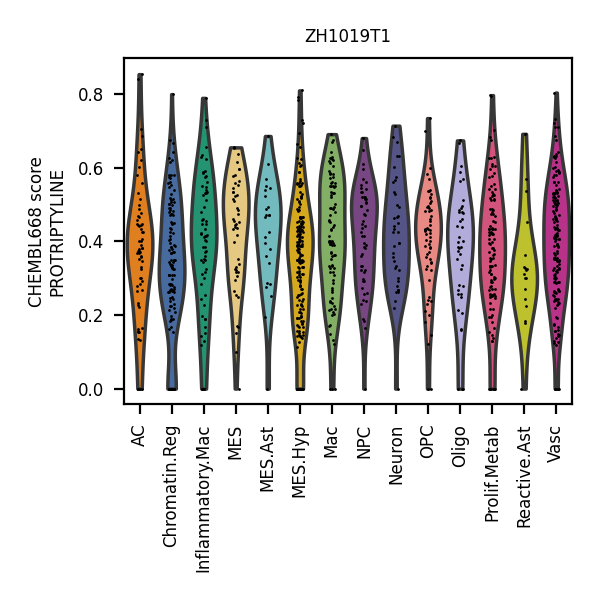 ZH1019T1
CHEMBL668 score
PROTRIPTYLINE
0.8
0.6
0.4
0.2
0.0
AC
Chromatin.Reg
Inflammatory.Mac
MES
MES.Ast
MES.Hyp
Mac
NPC
Neuron
OPC
Oligo
Prolif.Metab
Reactive.Ast
Vasc